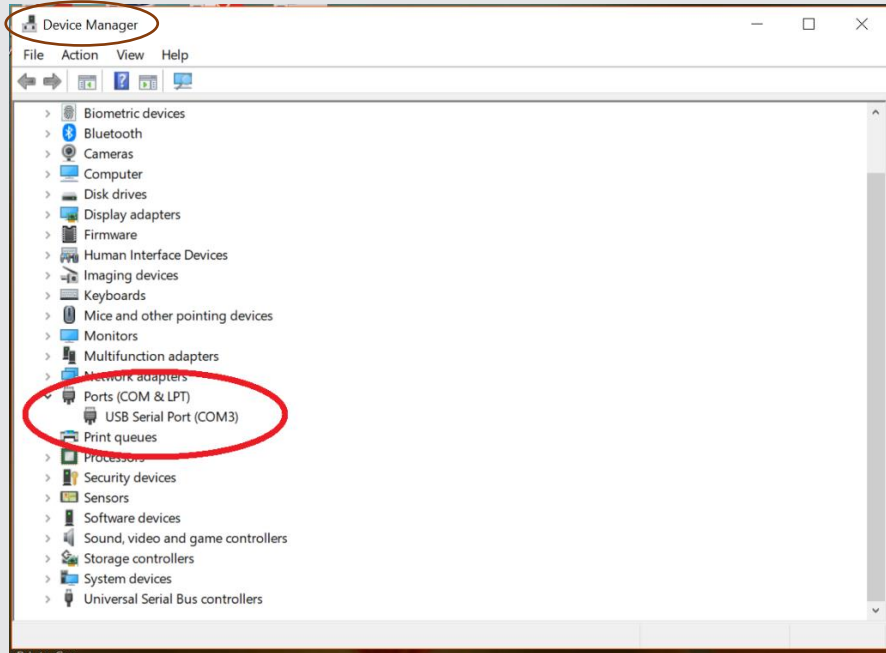 Device Manager
File Action View Help
Biometric devices
Bluetooth
Cameras
Computer
Disk drives
Display adapters
Firmware
Human Interface Devices
Imaging devices
Keyboards
Mice and other pointing devices
Monitors
Multifunction adapters
Network adapters
Ports (COM & LPT)
USB Serial Port (COM3)
Print queues
Processors
Security devices
Sensors
Software devices
Sound, video and game controllers
Storage controllers
System devices
Universal Serial Bus controllers